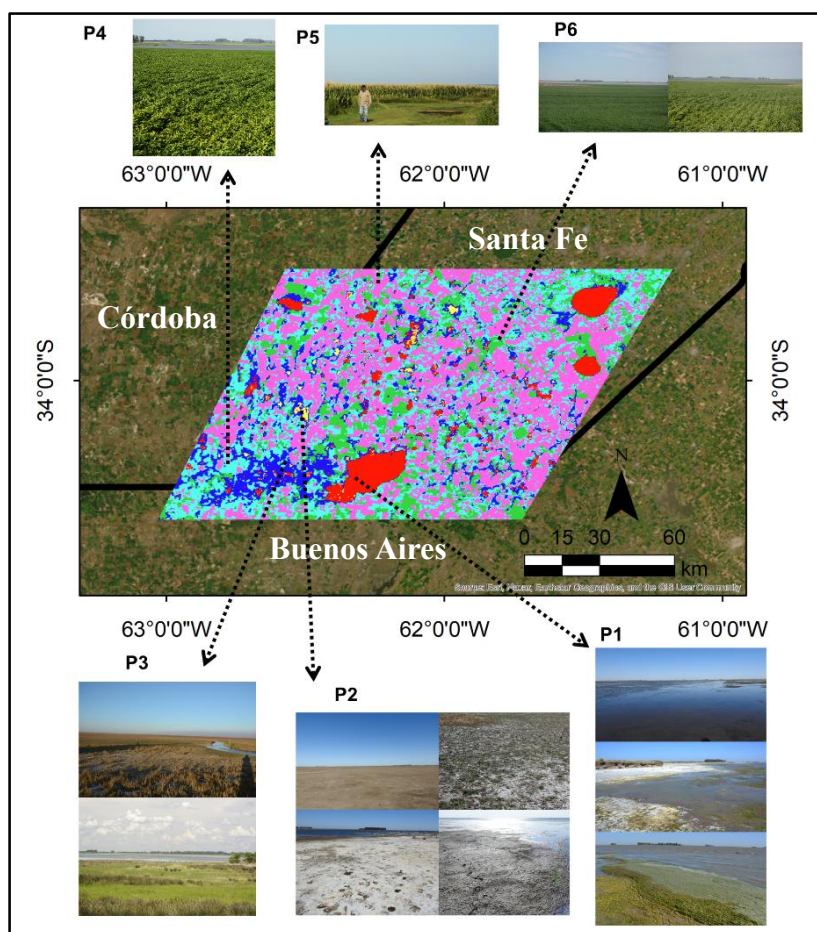 P4
P5
P6
63°0'0"W
62°0'0"W
61°0'0"W
Santa Fe
Córdoba
34°0'0"S
34°0'0"S
N
Buenos Aires
0 15 30 60
km
Sources: Esri, Maxar, Earthstar Geographics, and the GIS User Community
63°0'0"W
62°0'0"W
61°0'0"W
P3
P2
P1